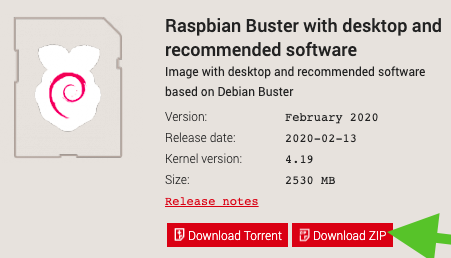 Raspbian Buster with desktop and
recommended software
Image with desktop and recommended software
based on Debian Buster
Version: February 2020
Release date: 2020-02-13
Kernel version: 4.19
Size: 2530 MB
Release notes
Download Torrent Download ZIP